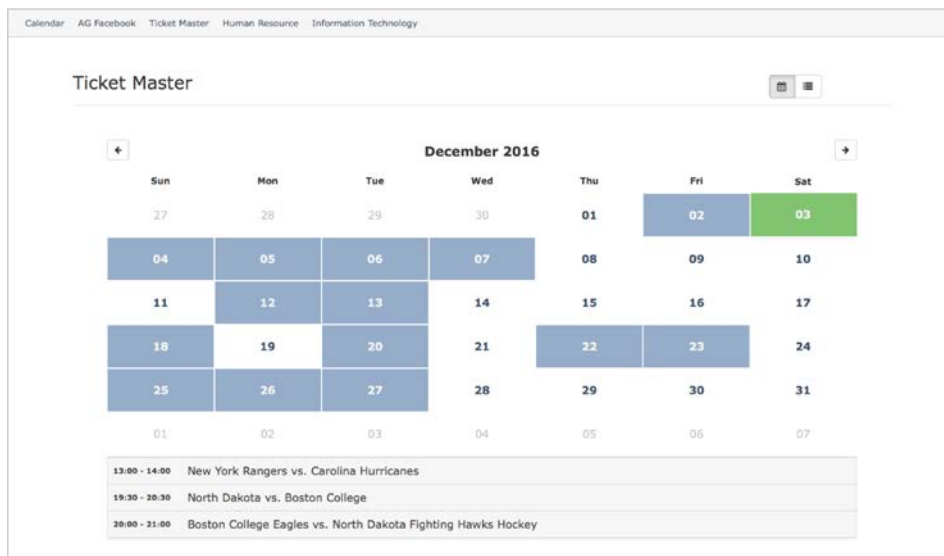 Calendar AG Facebook Ticket Master Human Resource Information Technology
Ticket Master
December 2016
Sun Mon Tue Wed Thu Fri Sat
27 28 29 30 01 02 03
04 05 06 07 08 09 10
11 12 13 14 15 16 17
18 19 20 21 22 23 24
25 26 27 28 29 30 31
01 02 03 04 05 06 07
13:00 - 14:00 New York Rangers vs. Carolina Hurricanes
19:30 - 20:30 North Dakota vs. Boston College
20:00 - 21:00 Boston College Eagles vs. North Dakota Fighting Hawks Hockey